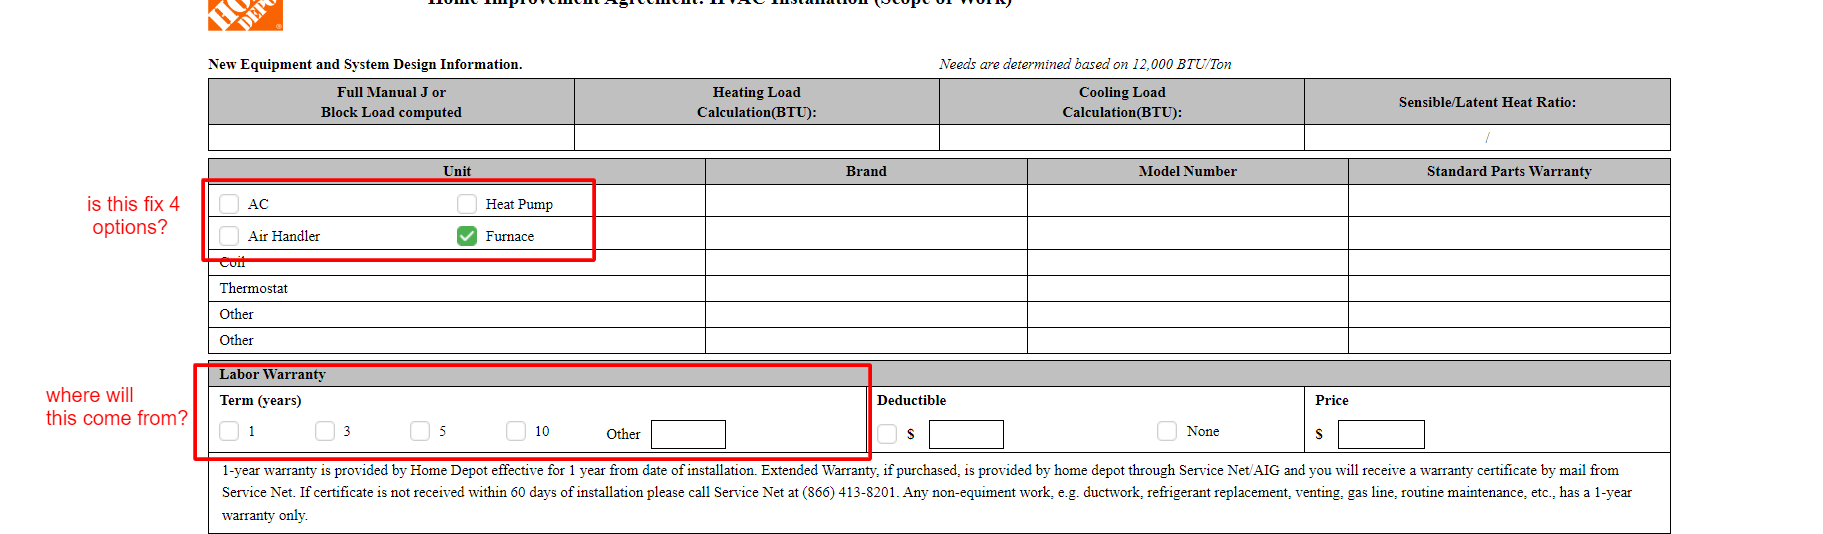 Home Improvement Agreement: HVAC Installation (Scope of Work)
New Equipment and System Design Information.
Needs are determined based on 12,000 BTU/Ton
Full Manual J or
Block Load computed
Heating Load
Calculation(BTU):
Cooling Load
Calculation(BTU):
Sensible/Latent Heat Ratio:
/
Unit
Brand
Model Number
Standard Parts Warranty
is this fix 4
options?
AC
Heat Pump
Air Handler
Furnace
Coil
Thermostat
Other
Other
where will
this come from?
Labor Warranty
Term (years)
1
3
5
10
Other
Deductible
$
None
Price
$
1-year warranty is provided by Home Depot effective for 1 year from date of installation. Extended Warranty, if purchased, is provided by home depot through Service Net/AIG and you will receive a warranty certificate by mail from
Service Net. If certificate is not received within 60 days of installation please call Service Net at (866) 413-8201. Any non-equiment work, e.g. ductwork, refrigerant replacement, venting, gas line, routine maintenance, etc., has a 1-year
warranty only.